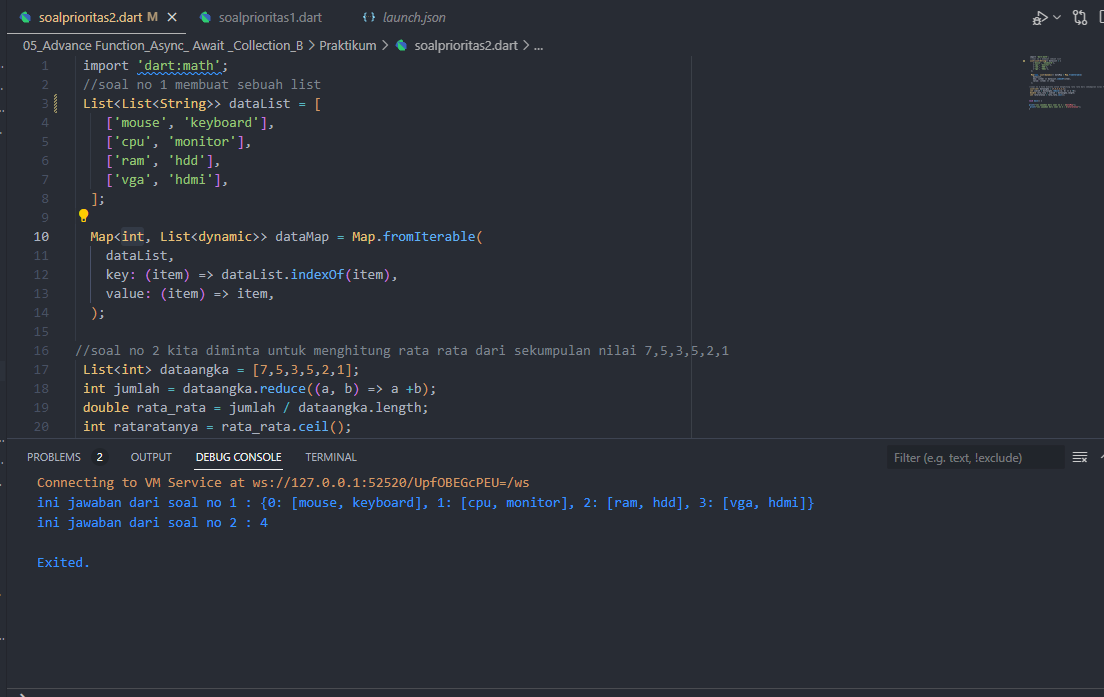 soalprioritas2.dart M
soalprioritas1.dart
launch.json
05_Advance Function_Async_ Await _Collection_B > Praktikum > soalprioritas2.dart > ...
1 import 'dart:math';
2 //soal no 1 membuat sebuah list
3 List<List<String>> dataList = [
4 ['mouse', 'keyboard'],
5 ['cpu', 'monitor'],
6 ['ram', 'hdd'],
7 ['vga', 'hdmi'],
8 ];
9
10 Map<int, List<dynamic>> dataMap = Map.fromIterable(
11 dataList,
12 key: (item) => dataList.indexOf(item),
13 value: (item) => item,
14 );
15
16 //soal no 2 kita diminta untuk menghitung rata rata dari sekumpulan nilai 7,5,3,5,2,1
17 List<int> dataangka = [7,5,3,5,2,1];
18 int jumlah = dataangka.reduce((a, b) => a +b);
19 double rata_rata = jumlah / dataangka.length;
20 int rataratanya = rata_rata.ceil();
PROBLEMS 2 OUTPUT DEBUG CONSOLE TERMINAL Filter (e.g. text, !exclude)
Connecting to VM Service at ws://127.0.0.1:52520/UpfOBEGcPEU=/ws
ini jawaban dari soal no 1 : {0: [mouse, keyboard], 1: [cpu, monitor], 2: [ram, hdd], 3: [vga, hdmi]}
ini jawaban dari soal no 2 : 4
Exited.